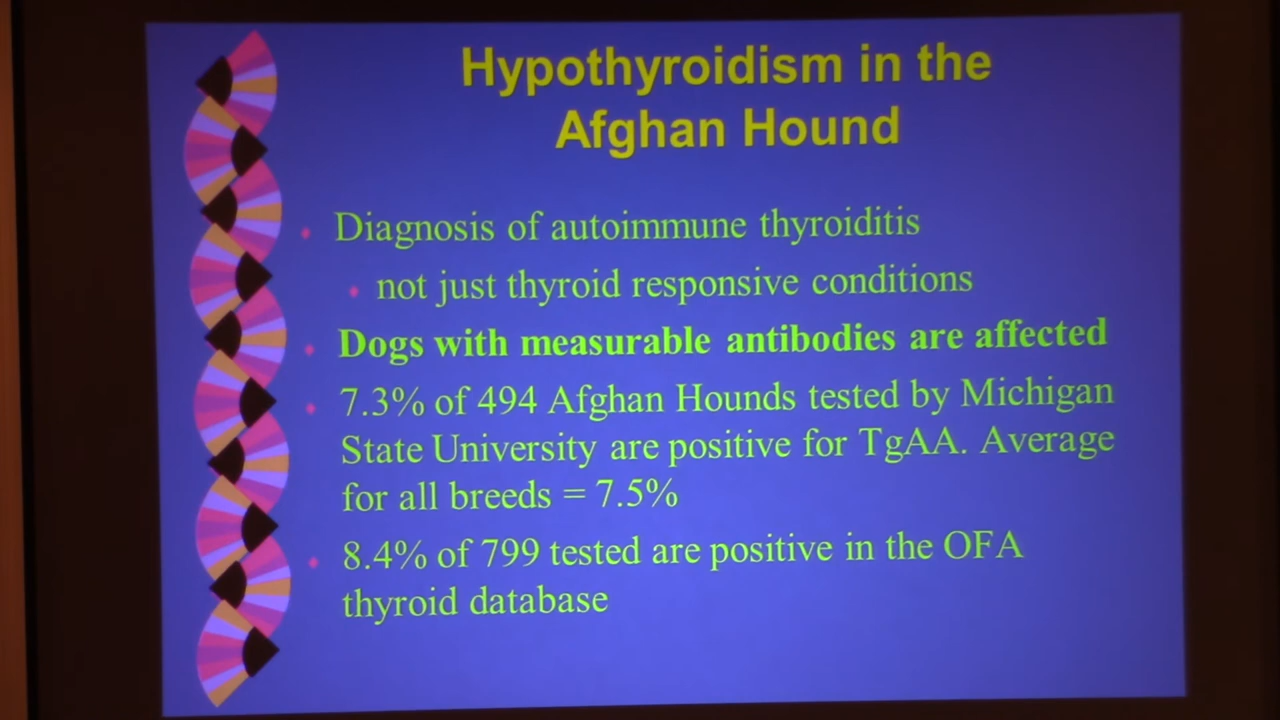 Hypothyroidism in the
Afghan Hound
Diagnosis of autoimmune thyroiditis
not just thyroid responsive conditions
Dogs with measurable antibodies are affected
7.3% of 494 Afghan Hounds tested by Michigan
State University are positive for TgAA. Average
for all breeds = 7.5%
8.4% of 799 tested are positive in the OFA
thyroid database